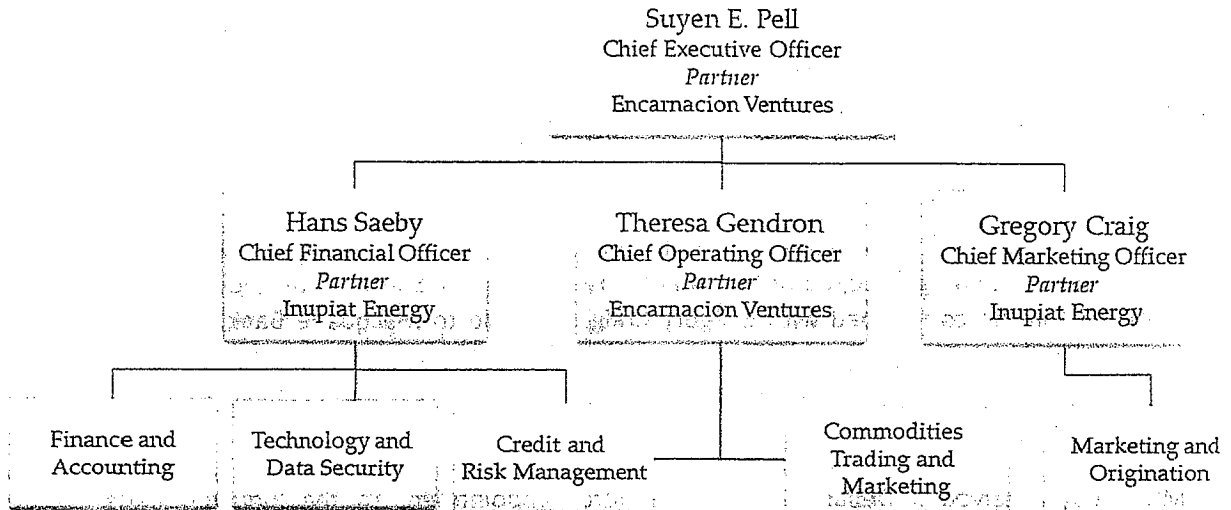 Suyen E. Pell
Chief Executive Officer
Partner
Encarnacion Ventures
Hans Saeby
Chief Financial Officer
Partner
Inupiat Energy
Theresa Gendron
Chief Operating Officer
Partner
Encarnacion Ventures
Gregory Craig
Chief Marketing Officer
Partner
Inupiat Energy
Finance and
Accounting
Technology and
Data Security
Credit and
Risk Management
Commodities
Trading and
Marketing
Marketing and
Origination